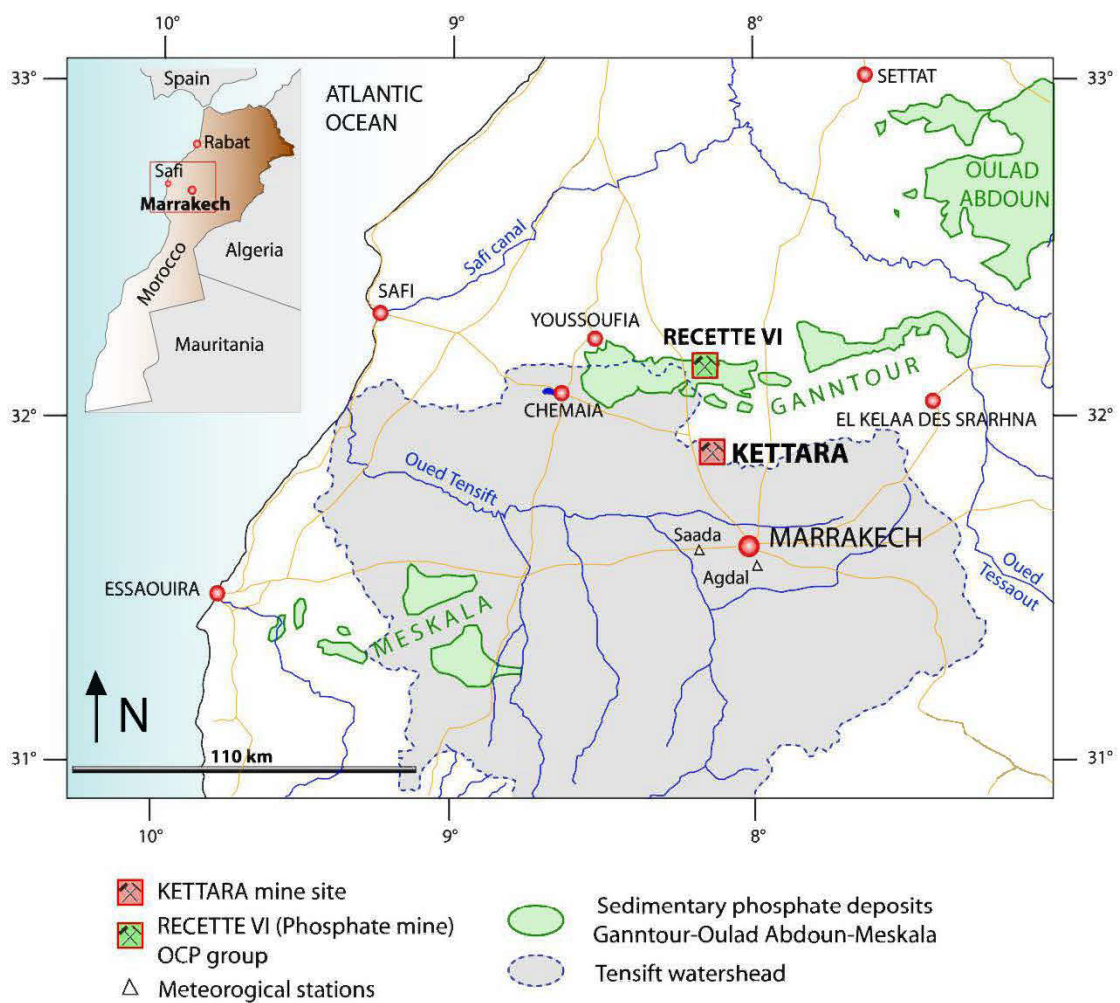 10°
9°
8°
33°
33°
Spain
ATLANTIC
OCEAN
SETTAT
Rabat
Safi
Marrakech
Algeria
Morocco
Mauritania
OULAD
ABDOUN
Safi canal
SAFI
YOUSSOFIA
RECETTE VI
GANNTOUR
32°
32°
CHEMAIA
EL KELAA DES SRARHNA
KETTARA
Oued Tensift
Saada
MARRAKECH
Agdal
Oued
Tessaout
ESSAOUIRA
MESKALA
N
110 km
31°
31°
10°
9°
8°
KETTARA mine site
RECETTE VI (Phosphate mine)
OCP group
Meteorogical stations
Sedimentary phosphate deposits
Ganntour-Oulad Abdoun-Meskala
Tensift watershead